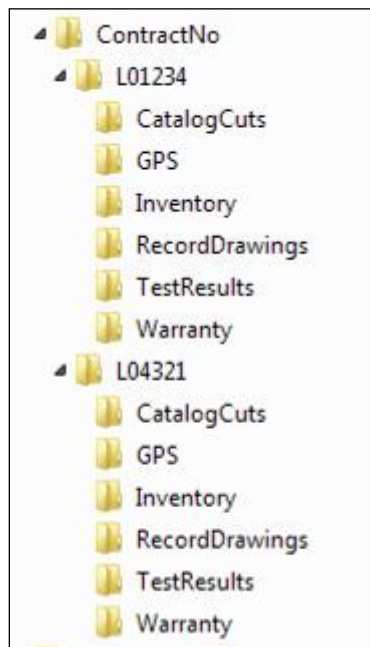 ContractNo
L01234
CatalogCuts
GPS
Inventory
RecordDrawings
TestResults
Warranty
L04321
CatalogCuts
GPS
Inventory
RecordDrawings
TestResults
Warranty